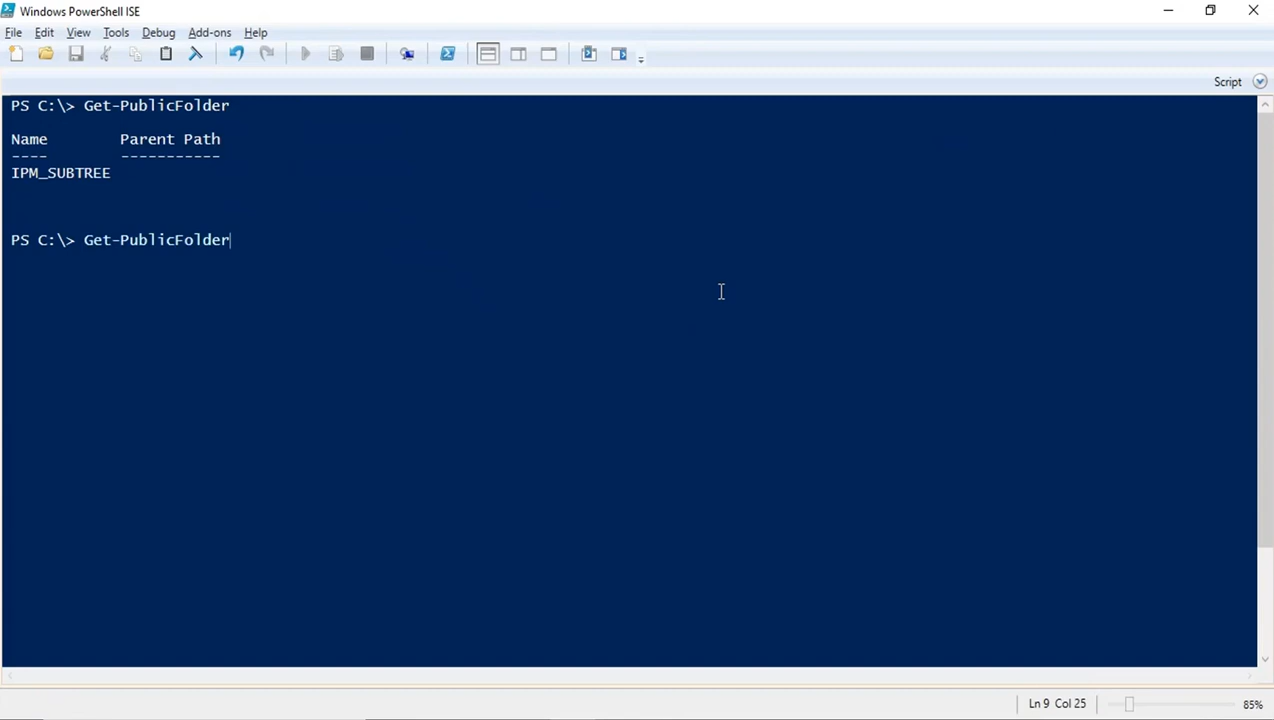 Windows PowerShell ISE
File Edit View Tools Debug Add-ons Help
Script
PS C:\> Get-PublicFolder
Name Parent Path
---- -----------
IPM_SUBTREE
PS C:\> Get-PublicFolder
Ln 9 Col 25
85%